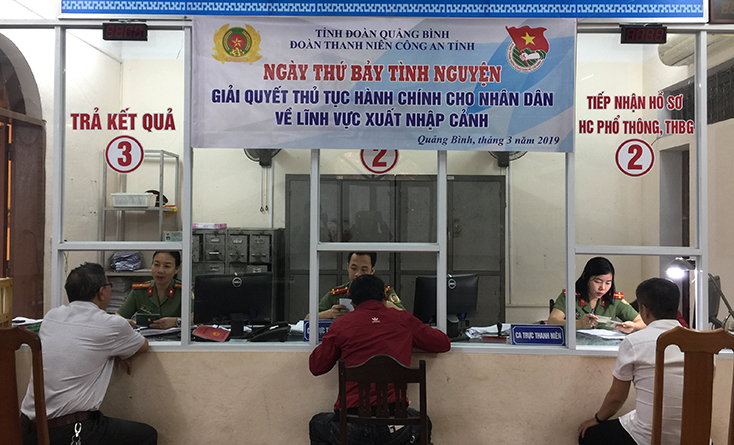 TỈNH ĐOÀN QUẢNG BÌNH
ĐOÀN THANH NIÊN CÔNG AN TỈNH
NGÀY THỨ BẢY TÌNH NGUYỆN
GIẢI QUYẾT THỦ TỤC HÀNH CHÍNH CHO NHÂN DÂN
VỀ LĨNH VỰC XUẤT NHẬP CẢNH
Quảng Bình, tháng 3 năm 2019
TRẢ KẾT QUẢ
3
2
TIẾP NHẬN HỒ SƠ
HC PHỔ THÔNG, THBG
2
DELL
DELL
CA TRỰC THANH NIÊN